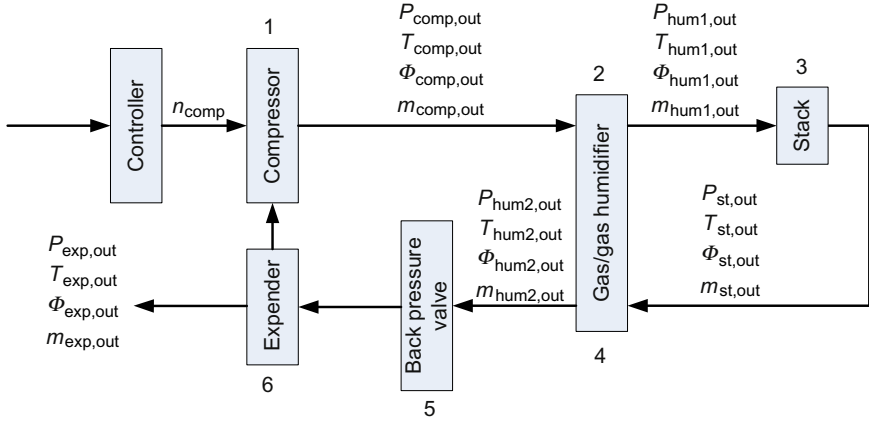 1
P_comp,out
T_comp,out
Φ_comp,out
m_comp,out
P_hum1,out
T_hum1,out
Φ_hum1,out
m_hum1,out
2
3
Controller
n_comp
Compressor
Gas/gas humidifier
Stack
P_hum2,out
T_hum2,out
Φ_hum2,out
m_hum2,out
P_st,out
T_st,out
Φ_st,out
m_st,out
P_exp,out
T_exp,out
Φ_exp,out
m_exp,out
Expender
Back pressure
valve
4
5
6